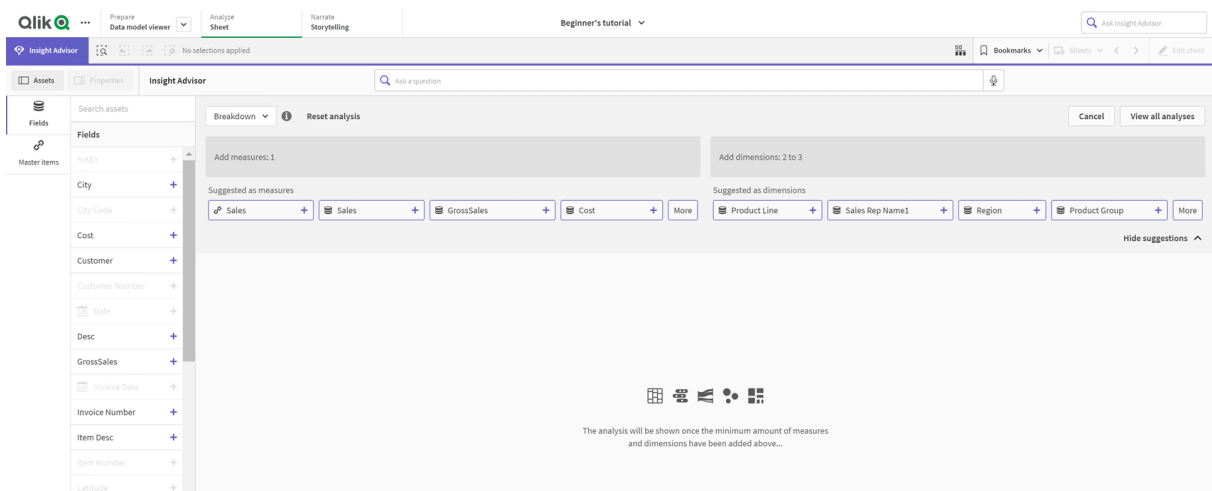 Qlik
Prepare
Data model viewer
Analyze
Sheet
Narrate
Storytelling
Beginner's tutorial
Ask Insight Advisor
Insight Advisor
No selections applied
Bookmarks
Sheets
Edit sheet
Assets
Properties
Insight Advisor
Ask a question
Fields
Master items
Search assets
Fields
%KEY
City
City Code
Cost
Customer
Customer Number
Date
Desc
GrossSales
Invoice Date
Invoice Number
Item Desc
Item Number
Latitude
Breakdown
Reset analysis
Cancel
View all analyses
Add measures: 1
Add dimensions: 2 to 3
Suggested as measures
Sales
Sales
GrossSales
Cost
More
Suggested as dimensions
Product Line
Sales Rep Name1
Region
Product Group
More
Hide suggestions
The analysis will be shown once the minimum amount of measures
and dimensions have been added above...